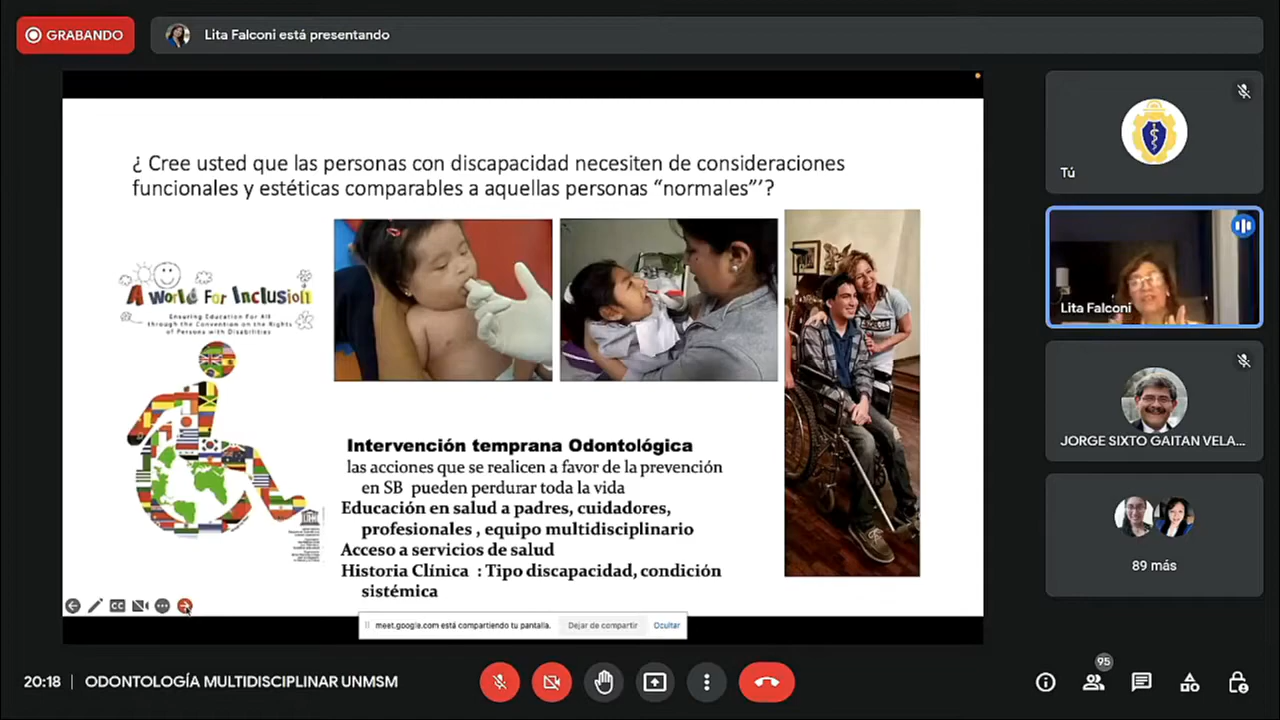 GRABANDO
Lita Falconi está presentando
¿ Cree usted que las personas con discapacidad necesiten de consideraciones
funcionales y estéticas comparables a aquellas personas “normales”’?
A World For Inclusion
Ensuring Education For All
through the Convention on the Rights
of Persons with Disabilities
Intervención temprana Odontológica
las acciones que se realicen a favor de la prevención
en SB pueden perdurar toda la vida
Educación en salud a padres, cuidadores,
profesionales , equipo multidisciplinario
Acceso a servicios de salud
Historia Clínica : Tipo discapacidad, condición
sistémica
CC
meet.google.com está compartiendo tu pantalla.
Dejar de compartir
Ocultar
Tú
Lita Falconi
JORGE SIXTO GAITAN VELA...
89 más
20:18
ODONTOLOGÍA MULTIDISCIPLINAR UNMSM
95